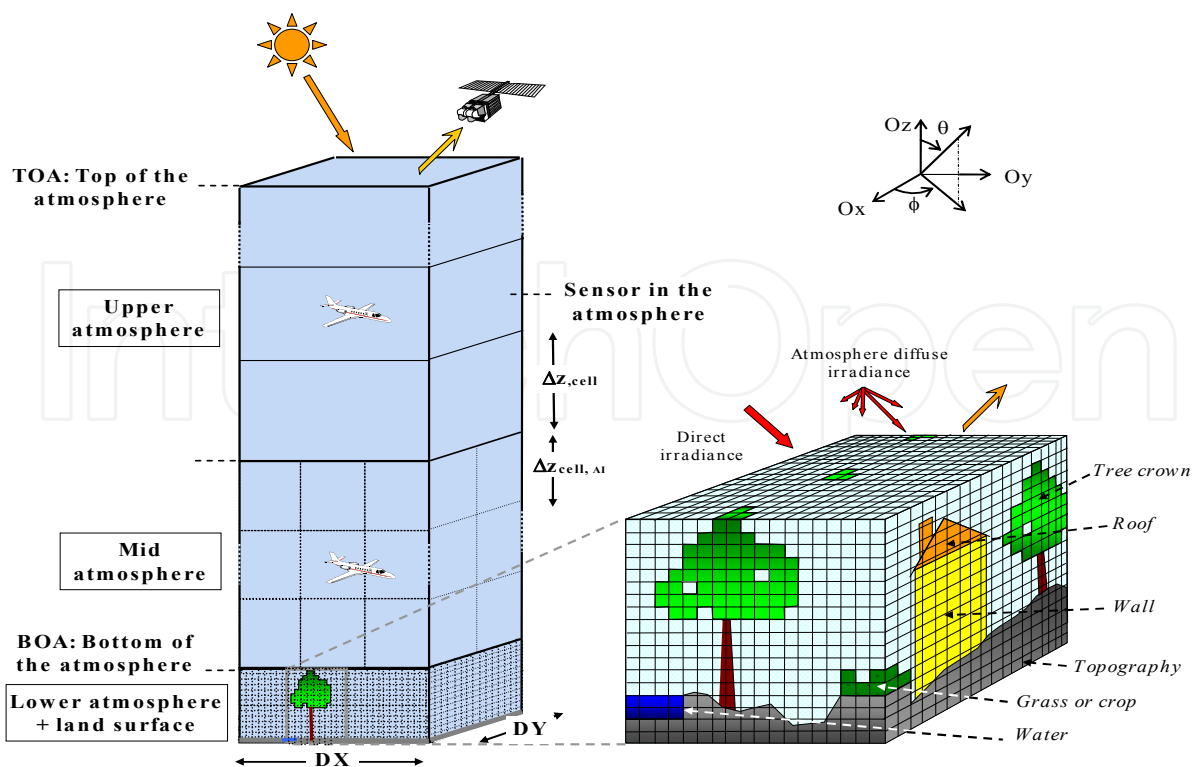 TOA: Top of the
atmosphere
Upper
atmosphere
Mid
atmosphere
BOA: Bottom of
the atmosphere
Lower atmosphere
+ land surface
DX
DY
Sensor in the
atmosphere
Δz,cell
Δzcell, AI
Oz
θ
Oy
Ox
ϕ
Atmosphere diffuse
irradiance
Direct
irradiance
Tree crown
Roof
Wall
Topography
Grass or crop
Water
IntechOpen